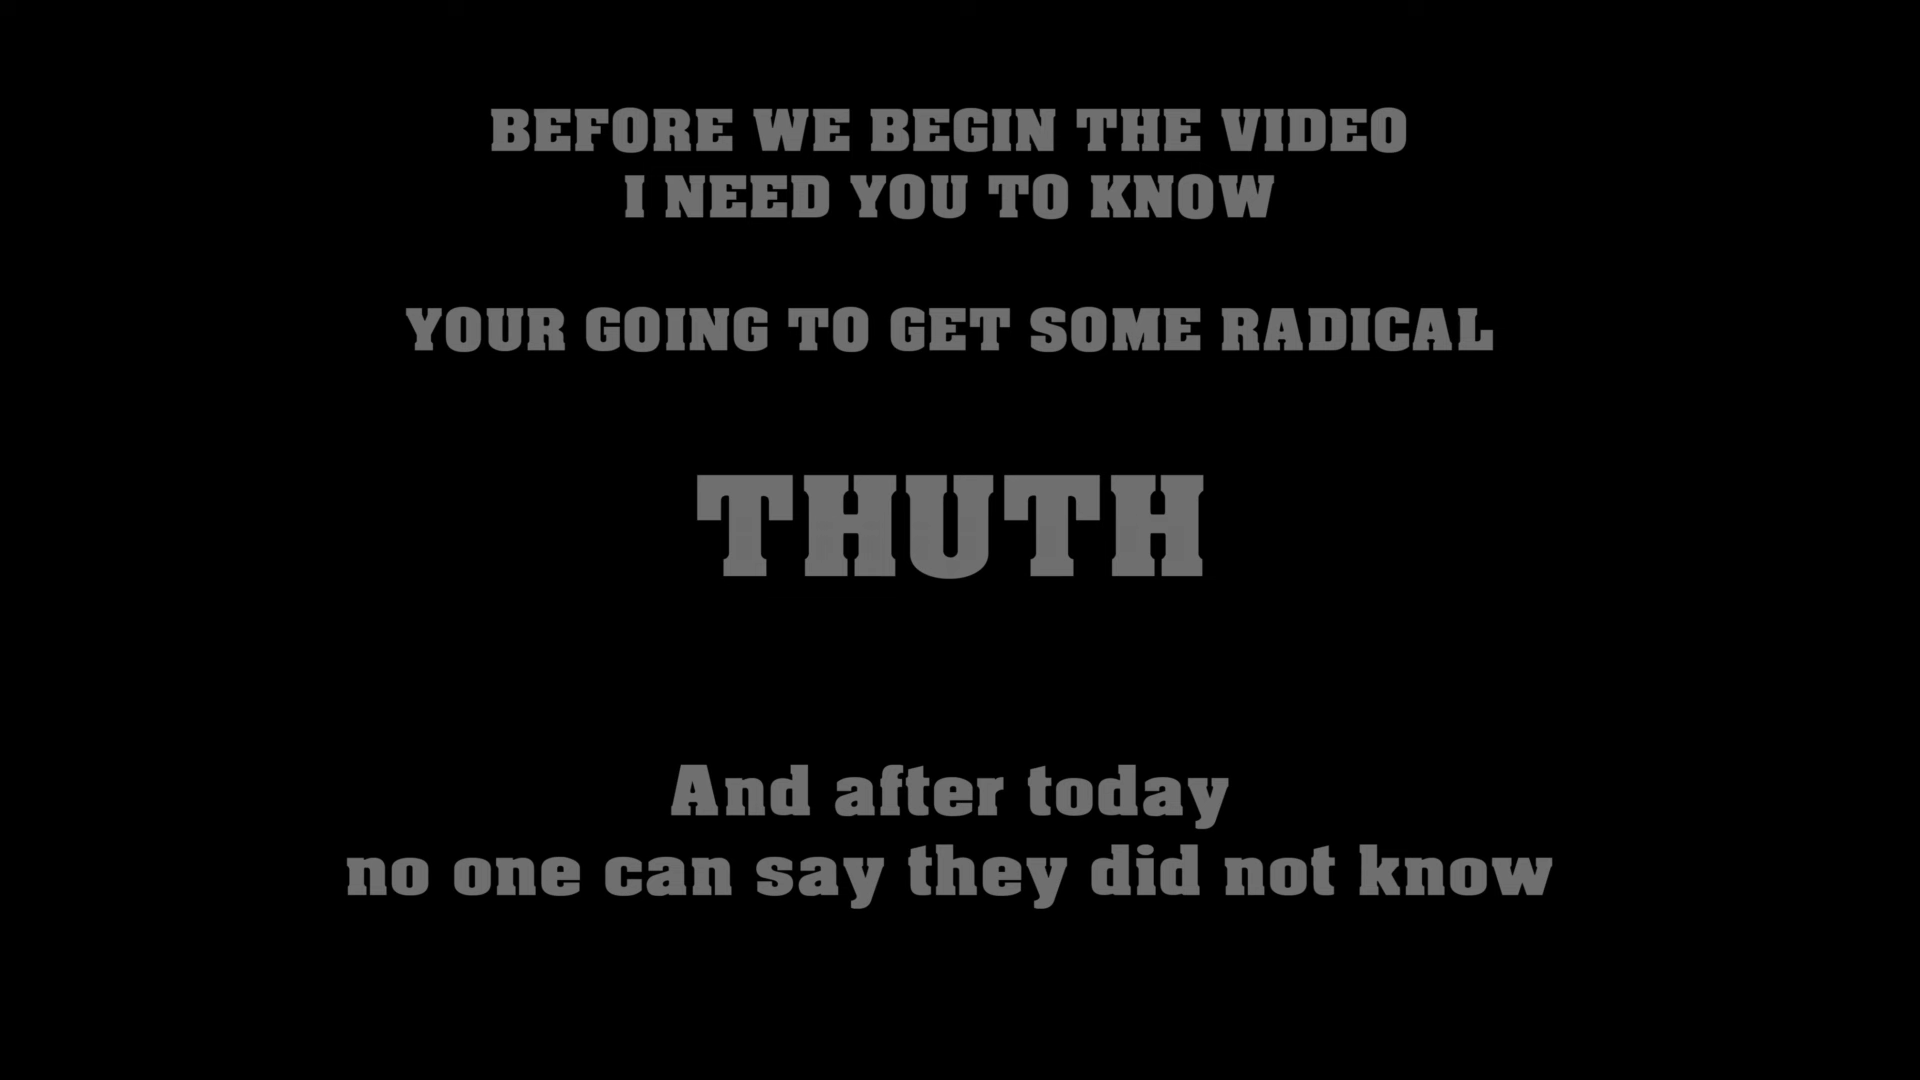 BEFORE WE BEGIN THE VIDEO
I NEED YOU TO KNOW
YOUR GOING TO GET SOME RADICAL
THUTH
And after today
no one can say they did not know